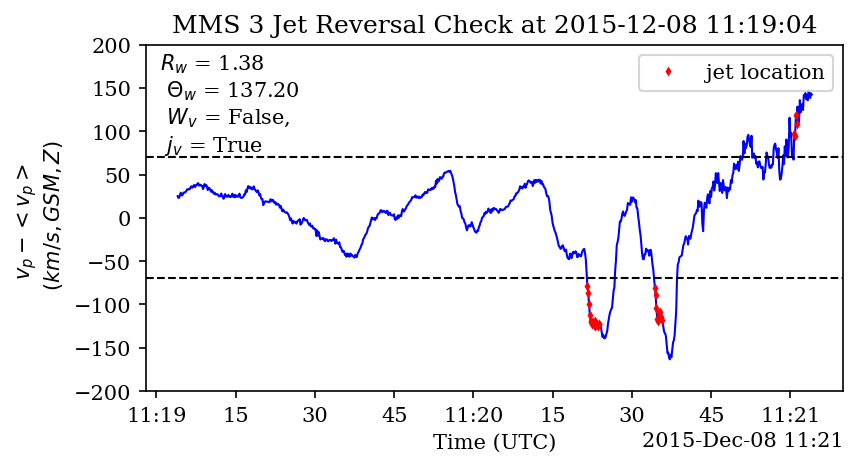 MMS 3 Jet Reversal Check at 2015-12-08 11:19:04
R_w = 1.38
Θ_w = 137.20
W_v = False,
j_v = True
jet location
v_p − < v_p >
(km/s, GSM, Z)
200
150
100
50
0
−50
−100
−150
−200
11:19 15 30 45 11:20 15 30 45 11:21
Time (UTC)
2015-Dec-08 11:21